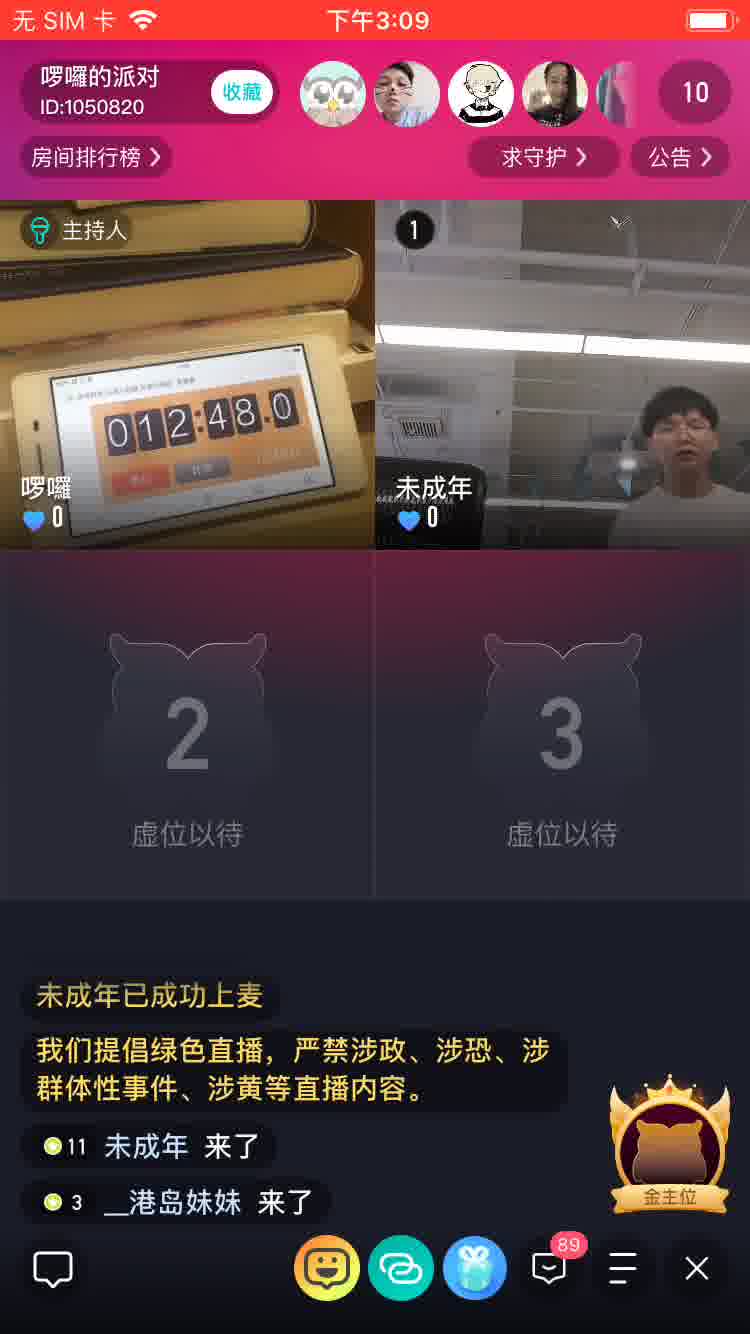 无 SIM 卡
下午3:09
啰囉的派对
ID:1050820
收藏
10
房间排行榜
求守护
公告
主持人
1
012:48.0
啰囉
0
未成年
0
2
3
虚位以待
虚位以待
未成年已成功上麦
我们提倡绿色直播，严禁涉政、涉恐、涉
群体性事件、涉黄等直播内容。
11 未成年 来了
3 __港岛妹妹 来了
金主位
89